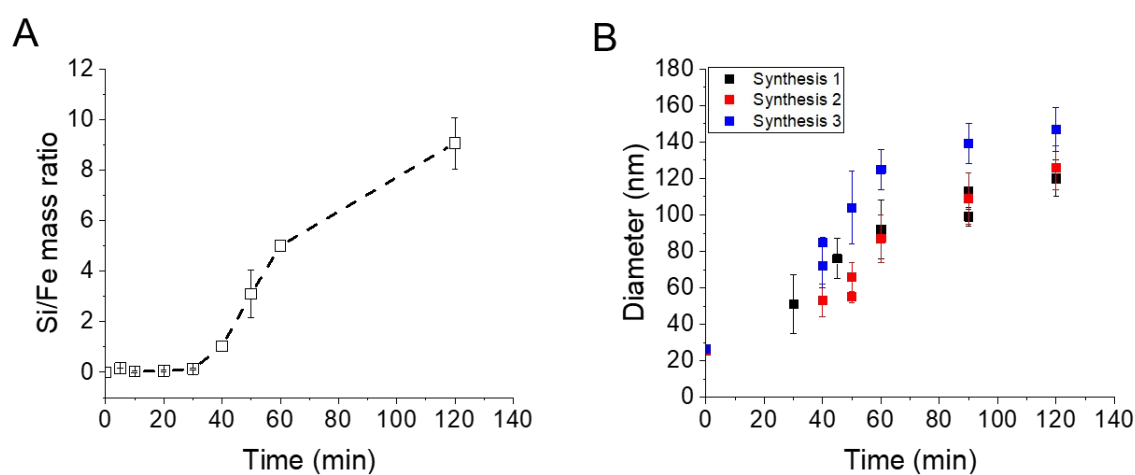 A
Si/Fe mass ratio
12
10
8
6
4
2
0
0 20 40 60 80 100 120 140
Time (min)
B
Diameter (nm)
180
160
140
120
100
80
60
40
20
0
Synthesis 1
Synthesis 2
Synthesis 3
0 20 40 60 80 100 120 140
Time (min)